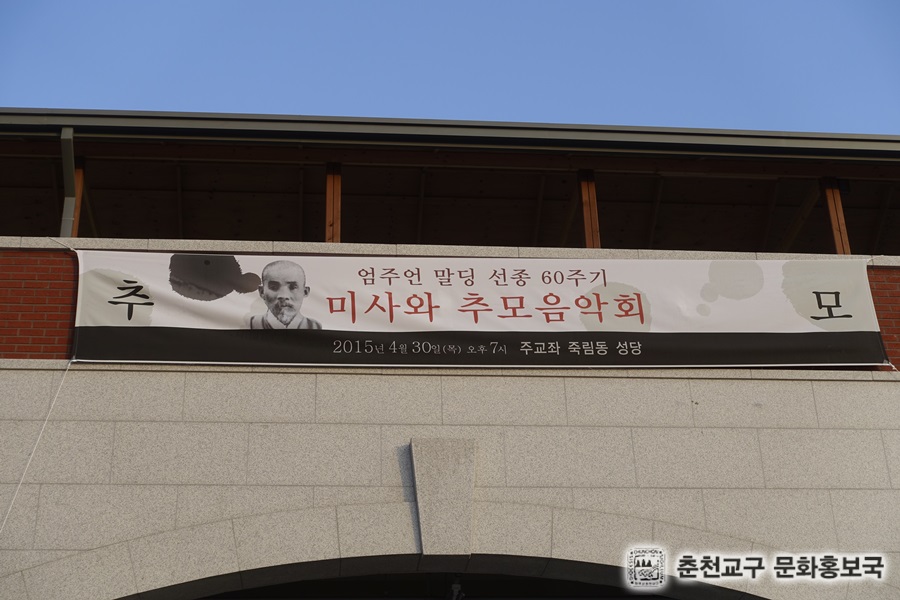 추 모
엄주언 말딩 선종 60주기
미사와 추모음악회
2015년 4월 30일(목) 오후 7시 주교좌 죽림동 성당
춘천교구 문화홍보국